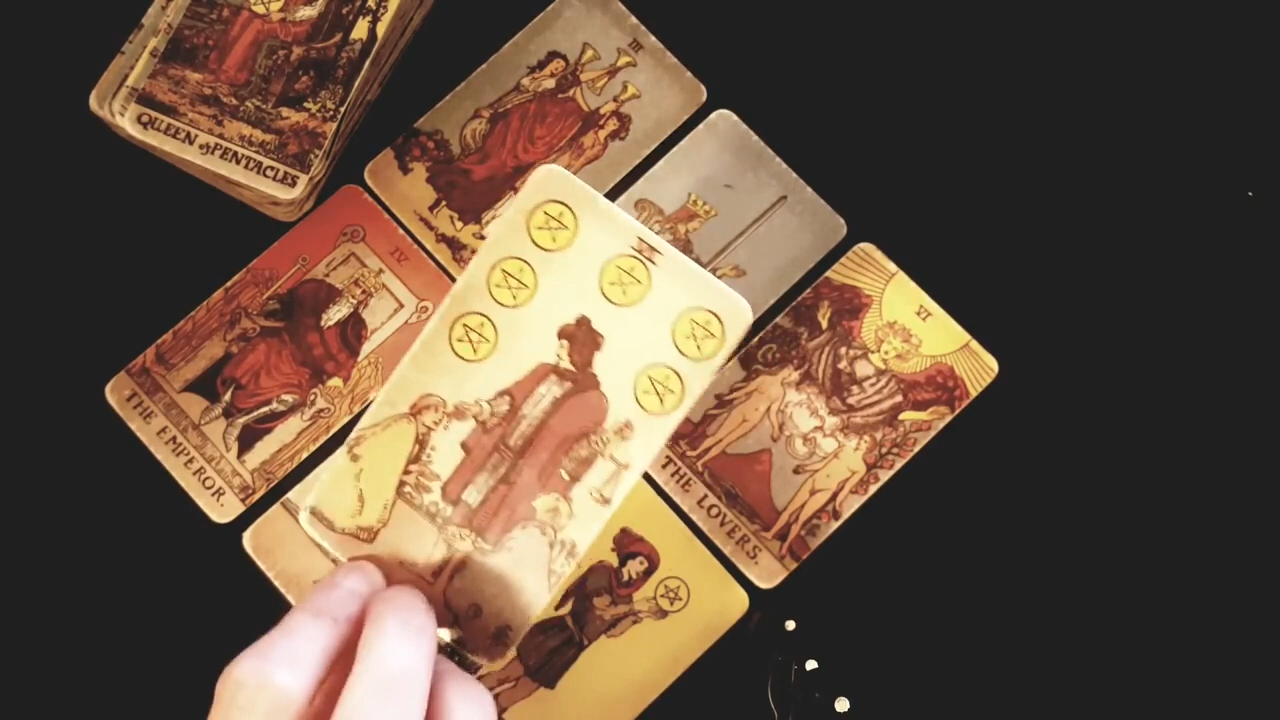 QUEEN of PENTACLES
III
IV
THE EMPEROR.
VI
THE LOVERS.